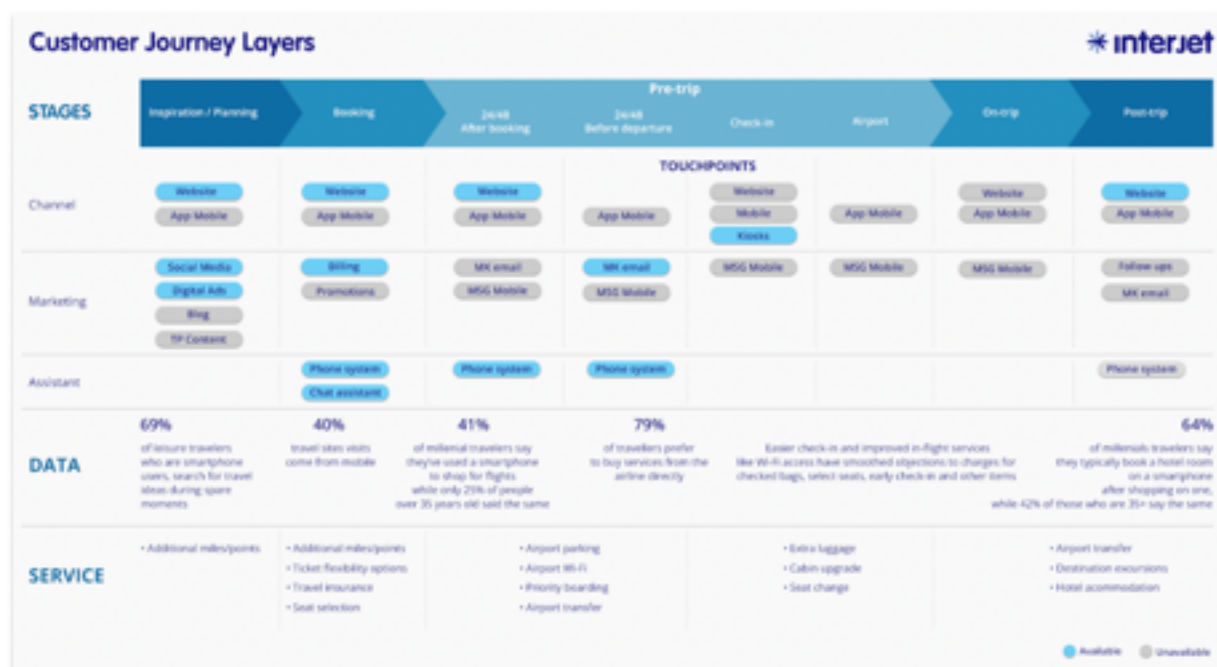 Customer Journey Layers
interjet
STAGES
Inspiration / Planning
Booking
Pre-trip
24/48
After booking
24/48
Before departure
Check-in
Airport
On-trip
Post-trip
TOUCHPOINTS
Channel
Website
App Mobile
Website
App Mobile
Website
App Mobile
App Mobile
Website
Mobile
Kiosks
App Mobile
Website
App Mobile
Website
App Mobile
Marketing
Social Media
Digital Ads
Blog
TP Content
Billing
Promotions
MK email
MSG Mobile
MK email
MSG Mobile
MSG Mobile
MSG Mobile
MSG Mobile
Follow ups
MK email
Assistant
Phone system
Chat assistant
Phone system
Phone system
Phone system
DATA
69%
of leisure travelers
who are smartphone
users, search for travel
ideas during spare
moments
40%
travel sites visits
come from mobile
41%
of millenial travelers say
they've used a smartphone
to shop for flights
while only 25% of people
over 35 years old said the same
79%
of travellers prefer
to buy services from the
airline directly
Easier check-in and improved in-flight services
like Wi-Fi access have smoothed objections to charges for
checked bags, select seats, early check-in and other items
64%
of millenials travelers say
they typically book a hotel room
on a smartphone
after shopping on one,
while 42% of those who are 35+ say the same
SERVICE
• Additional miles/points
• Additional miles/points
• Ticket flexibility options
• Travel insurance
• Seat selection
• Airport parking
• Airport Wi-Fi
• Priority boarding
• Airport transfer
• Extra luggage
• Cabin upgrade
• Seat change
• Airport transfer
• Destination excursions
• Hotel acommodation
Available
Unavailable